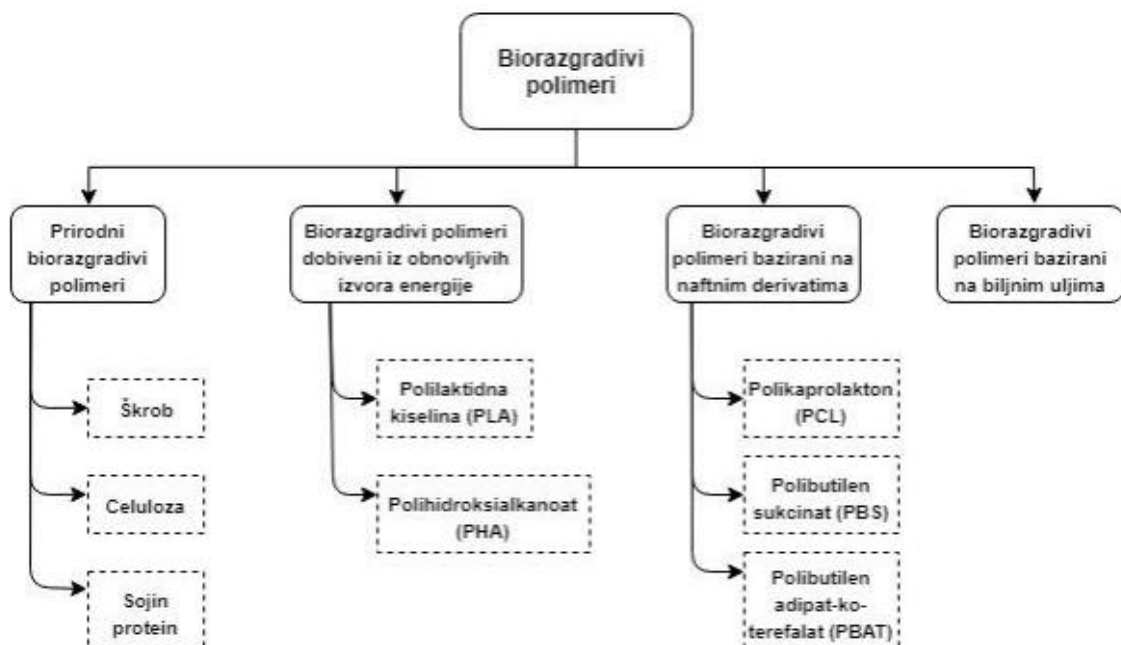 Biorazgradivi
polimeri
Prirodni
biorazgradivi
polimeri
Biorazgradivi polimeri
dobiveni iz obnovljivih
izvora energije
Biorazgradivi
polimeri bazirani na
naftnim derivatima
Biorazgradivi
polimeri bazirani
na biljnim uljima
Škrob
Celuloza
Sojin
protein
Polilaktidna
kiselina (PLA)
Polihidroksialkanoat
(PHA)
Polikaprolakton
(PCL)
Polibutilen
sukcinat (PBS)
Polibutilen
adipat-ko-
terefalat (PBAT)